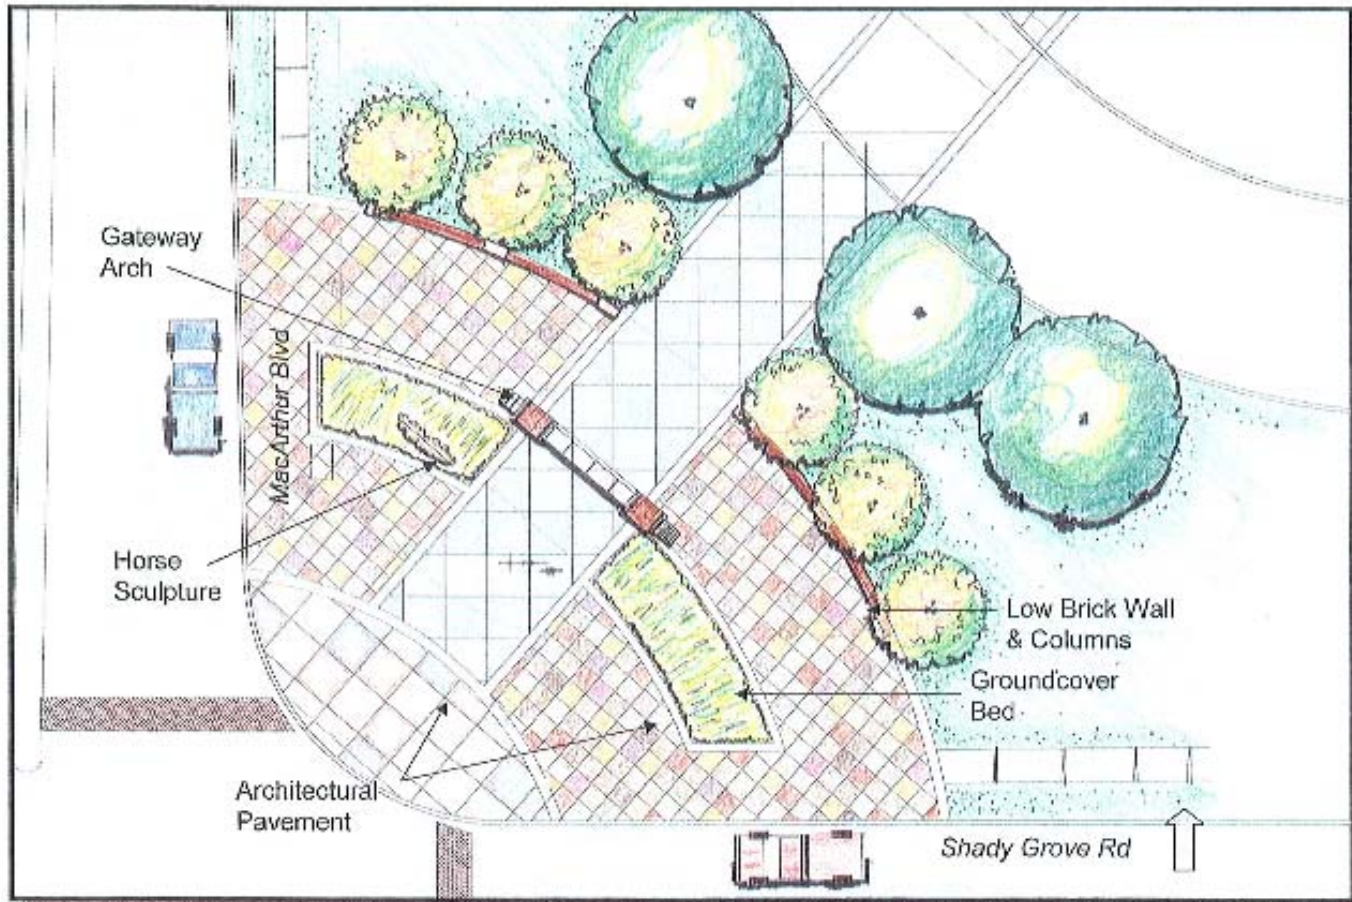 Gateway
Arch
MacArthur Blvd
Horse
Sculpture
Low Brick Wall
& Columns
Groundcover
Bed
Architectural
Pavement
Shady Grove Rd